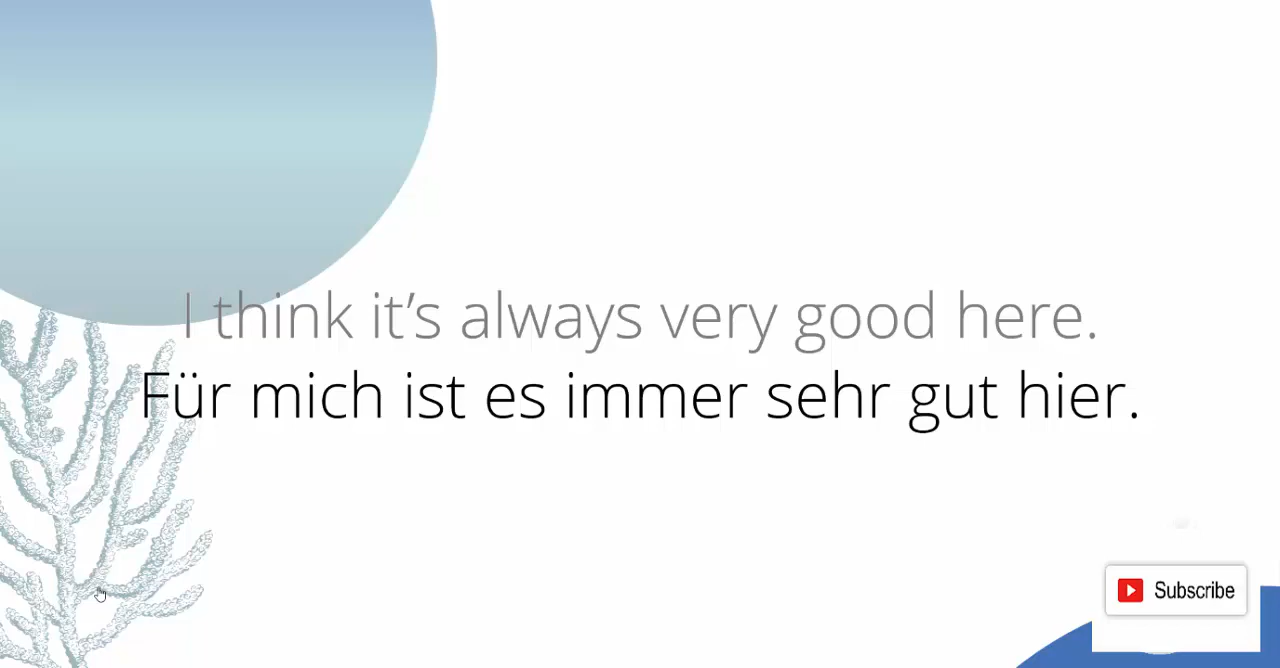 I think it’s always very good here.
Für mich ist es immer sehr gut hier.
Subscribe